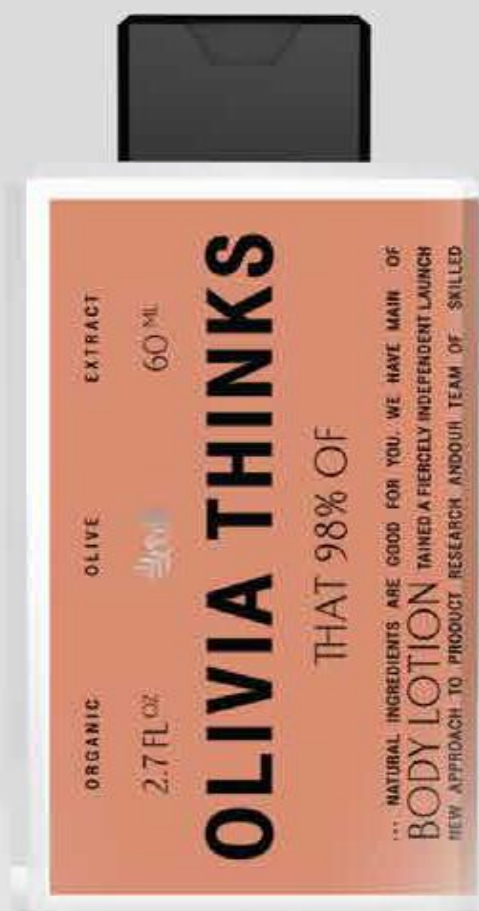 ORGANIC OLIVE EXTRACT
2.7 FL OZ 60 ML
OLIVIA THINKS
THAT 98% OF
... NATURAL INGREDIENTS ARE GOOD FOR YOU. WE HAVE MAIN OF
BODY LOTION TAINED A FIERCELY INDEPENDENT LAUNCH
NEW APPROACH TO PRODUCT RESEARCH ANDOUR TEAM OF SKILLED